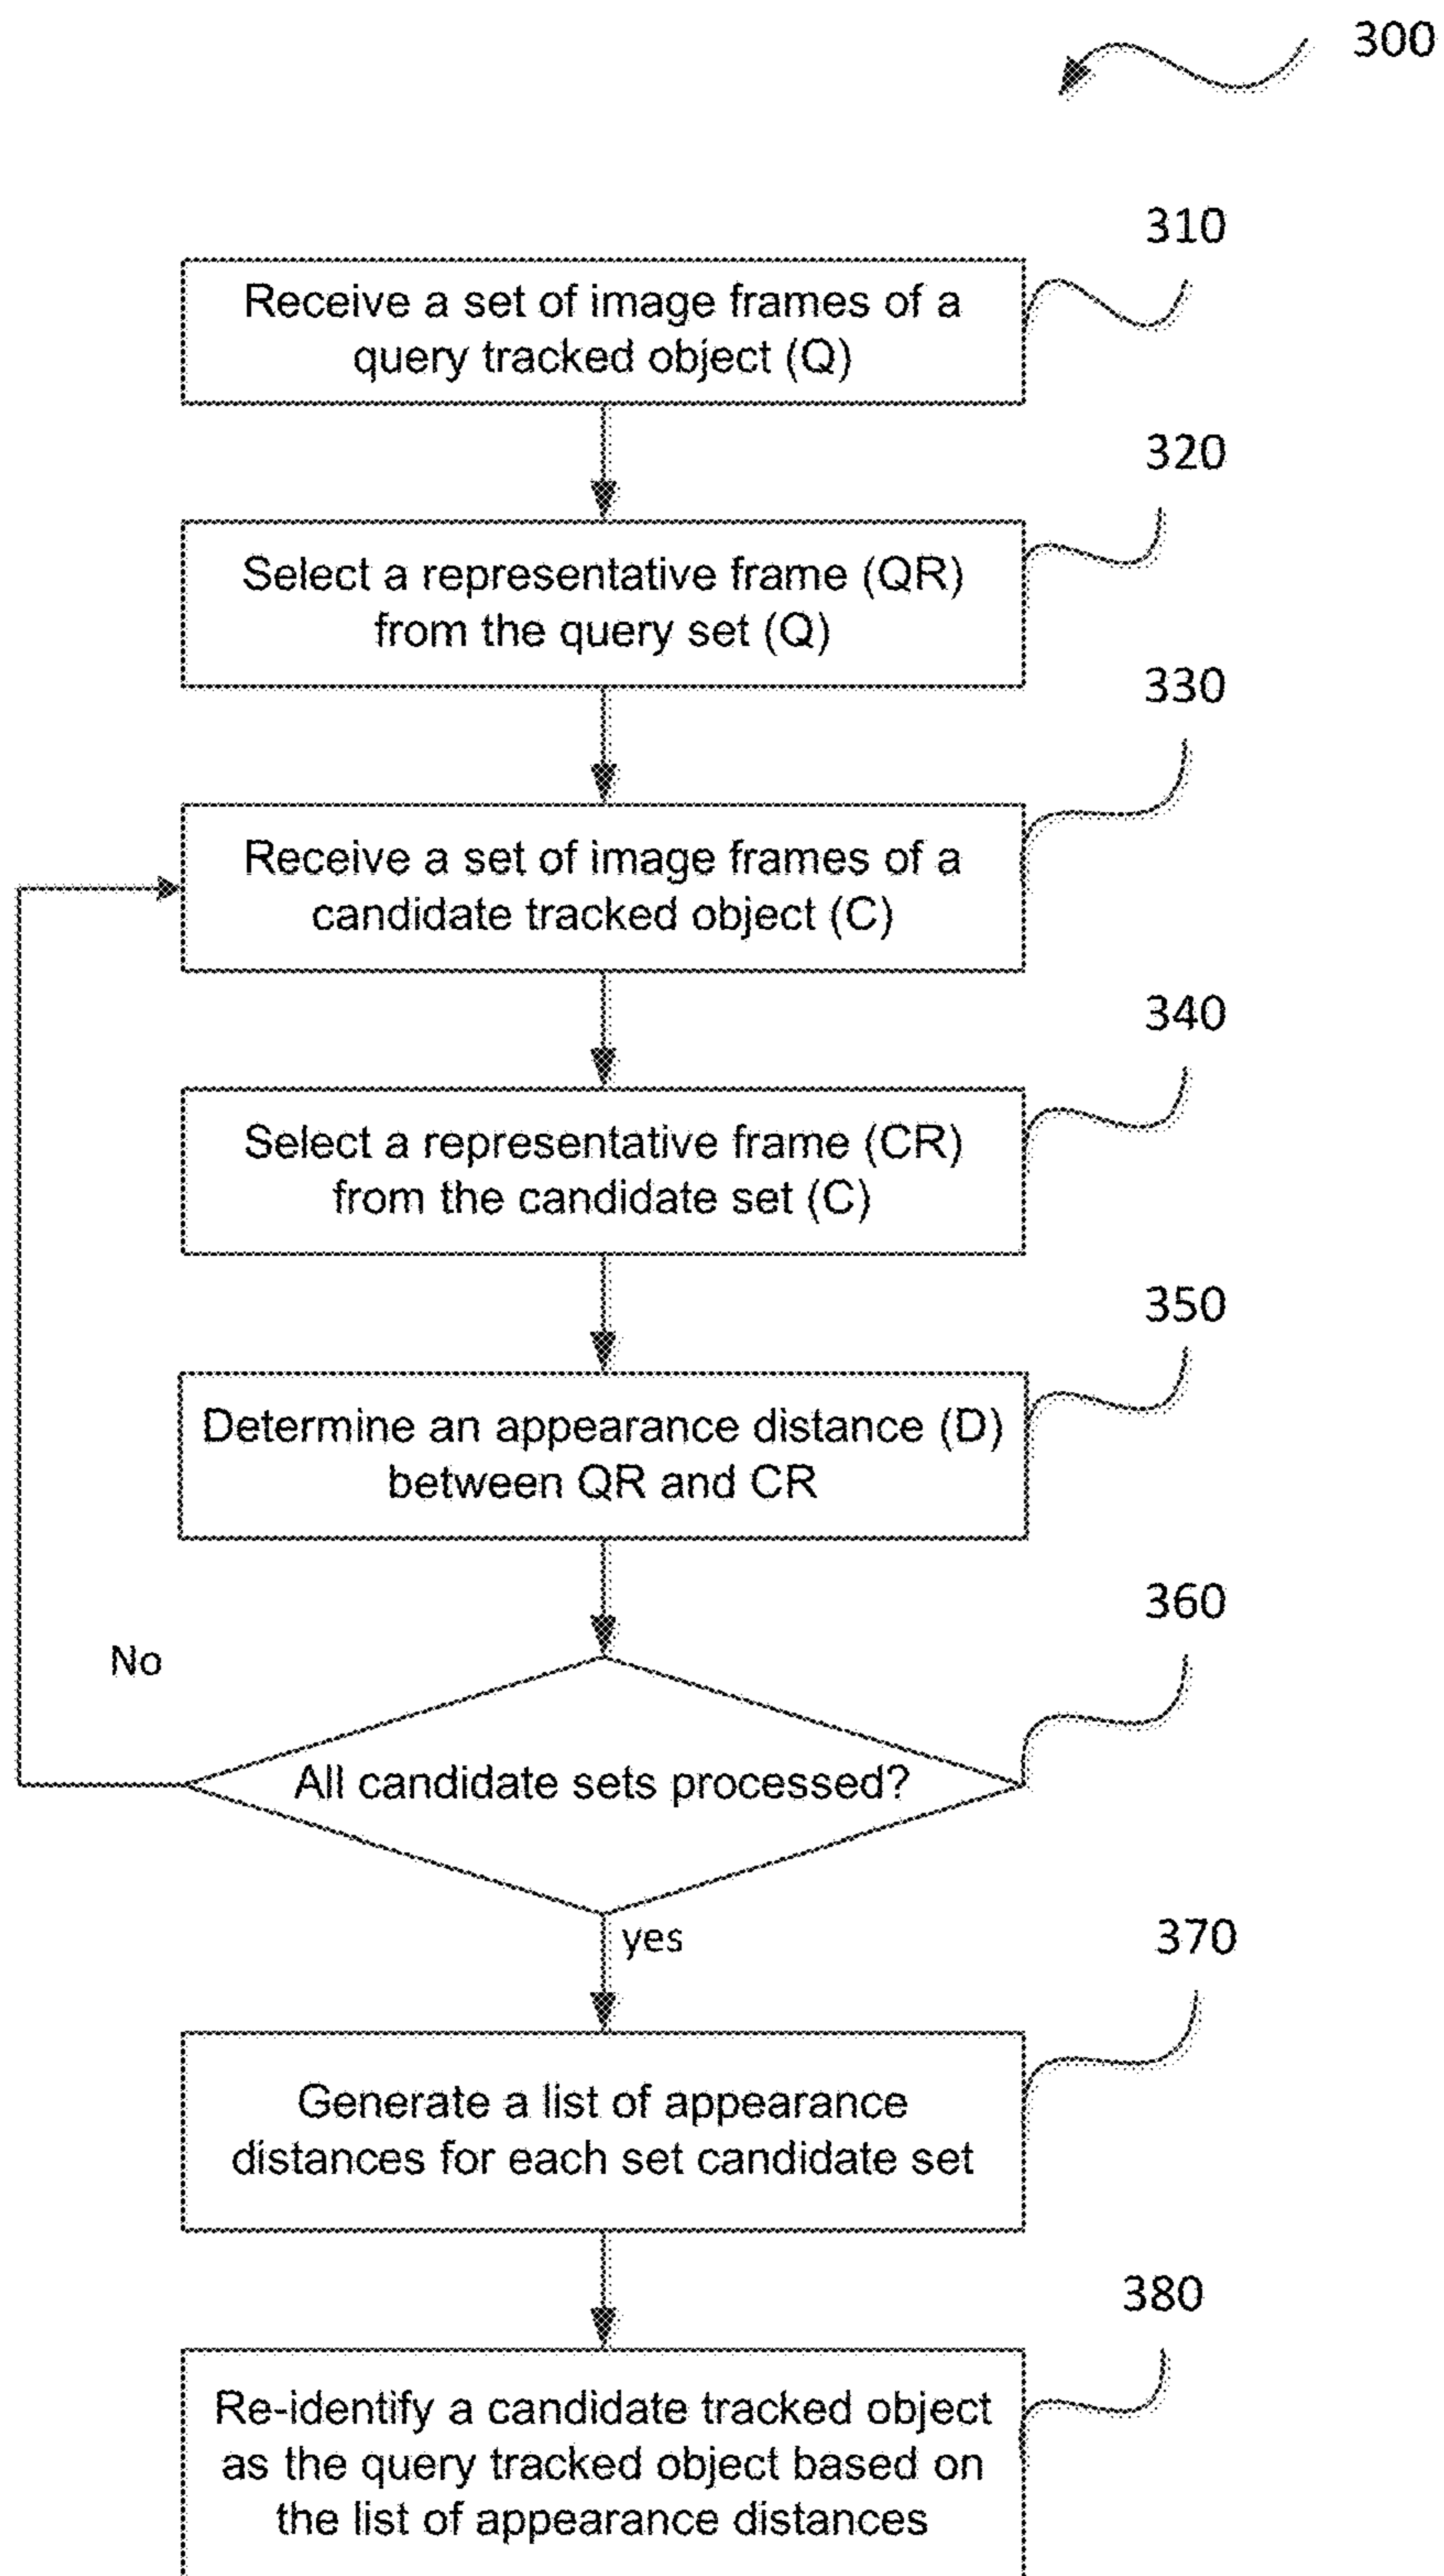 300
310
Receive a set of image frames of a
query tracked object (Q)
320
Select a representative frame (QR)
from the query set (Q)
330
Receive a set of image frames of a
candidate tracked object (C)
340
Select a representative frame (CR)
from the candidate set (C)
350
Determine an appearance distance (D)
between QR and CR
360
No
All candidate sets processed?
yes
370
Generate a list of appearance
distances for each set candidate set
380
Re-identify a candidate tracked object
as the query tracked object based on
the list of appearance distances